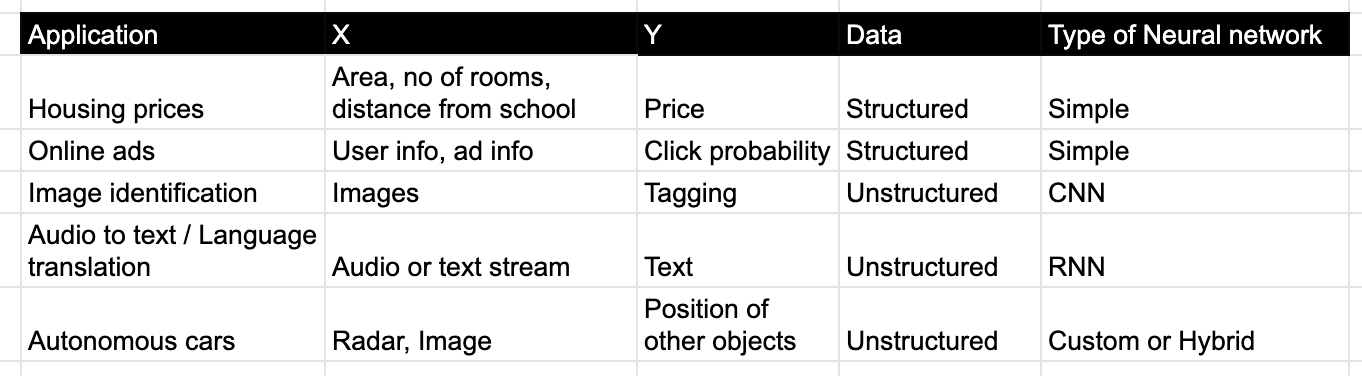 Application X Y Data Type of Neural network
Area, no of rooms,
Housing prices distance from school Price Structured Simple
Online ads User info, ad info Click probability Structured Simple
Image identification Images Tagging Unstructured CNN
Audio to text / Language
translation Audio or text stream Text Unstructured RNN
Position of
Autonomous cars Radar, Image other objects Unstructured Custom or Hybrid